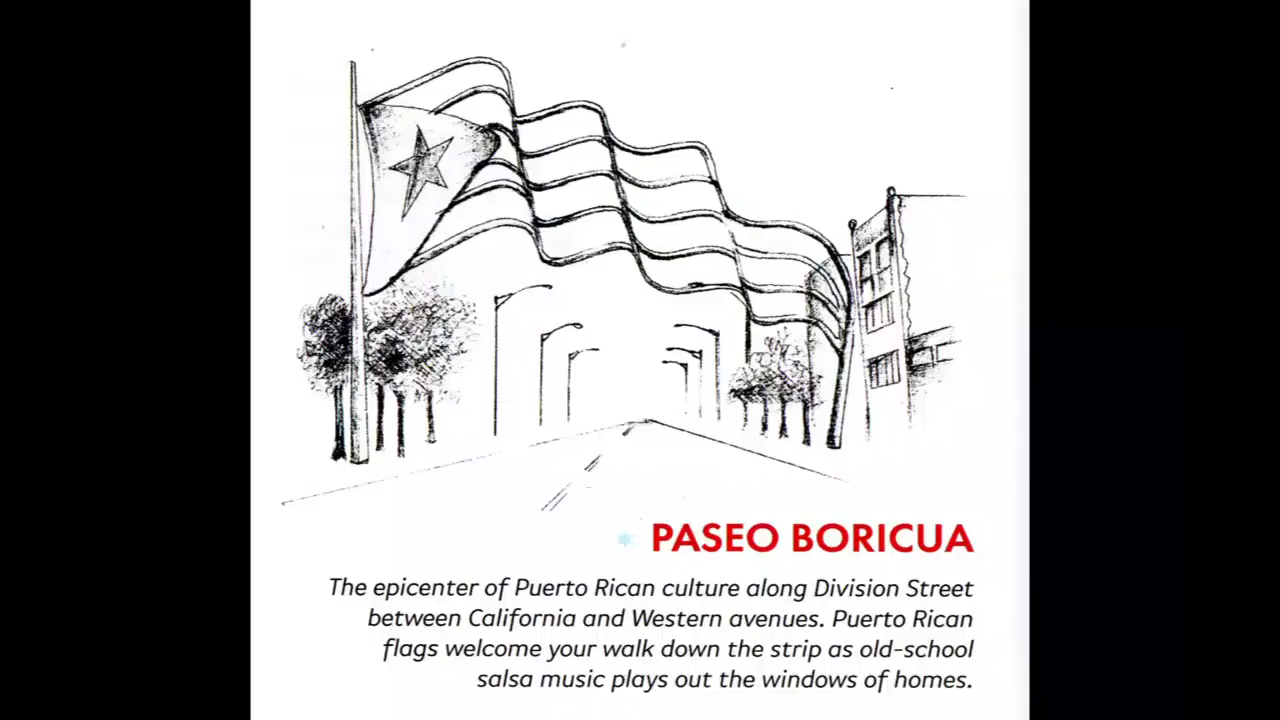 PASEO BORICUA
The epicenter of Puerto Rican culture along Division Street
between California and Western avenues. Puerto Rican
flags welcome your walk down the strip as old-school
salsa music plays out the windows of homes.